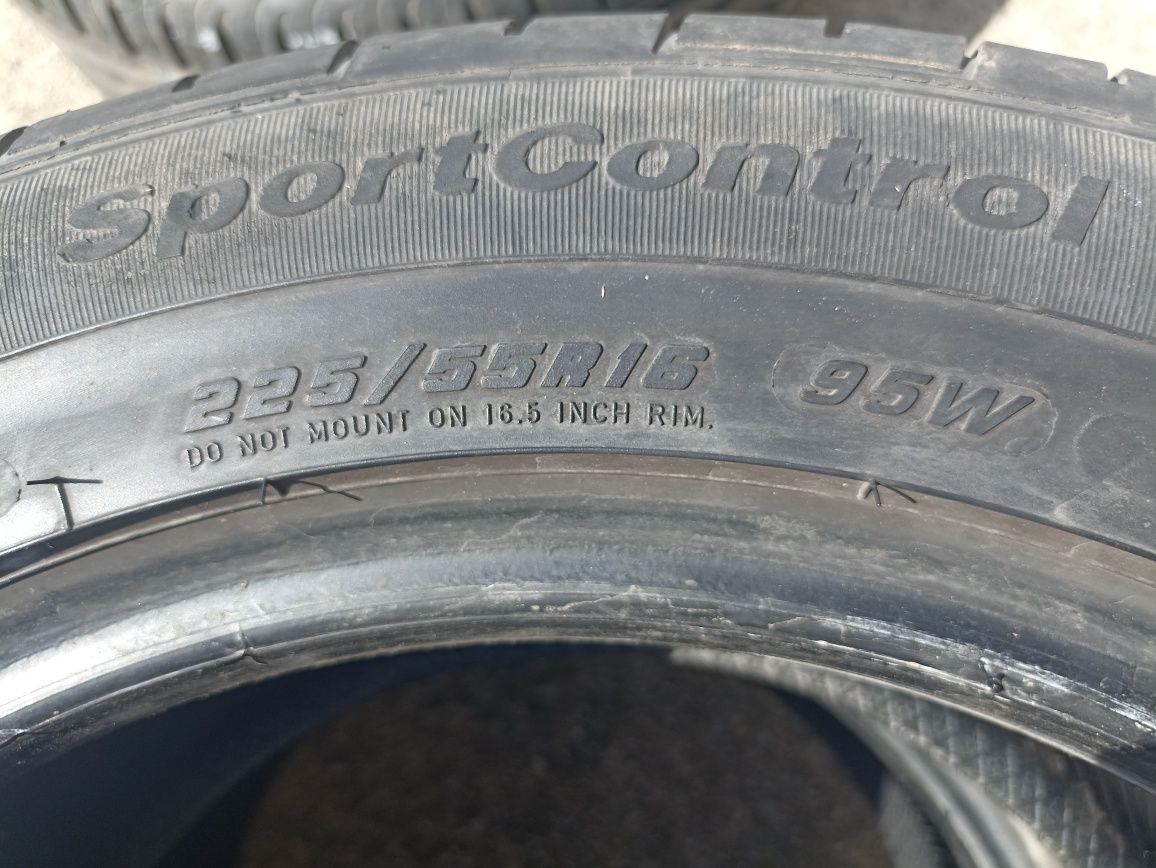 SportControl
225/55R16 95W
DO NOT MOUNT ON 16.5 INCH RIM.